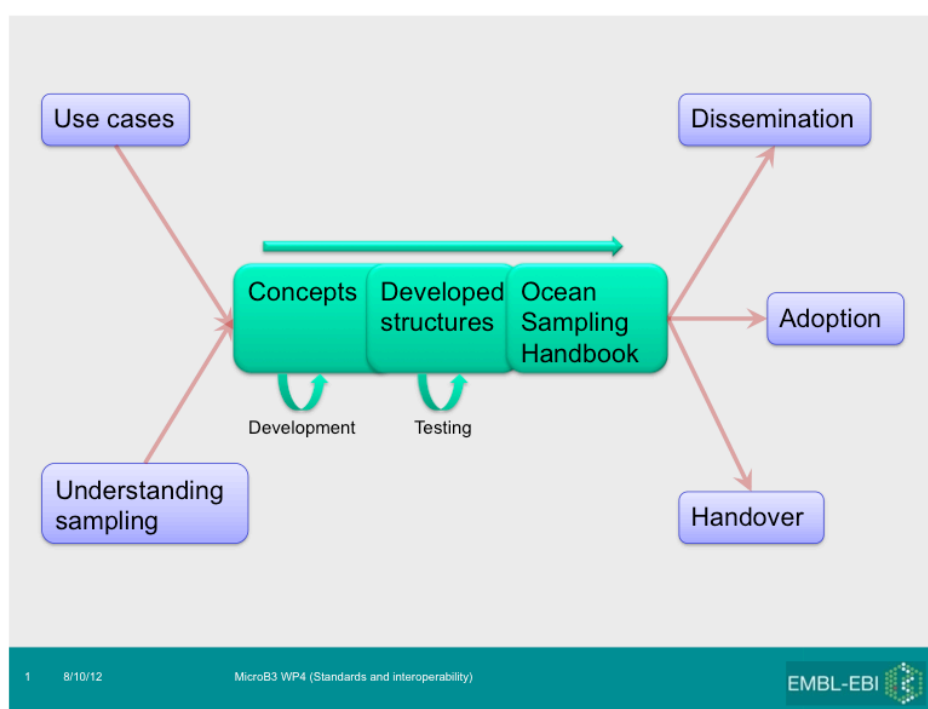 Use cases
Dissemination
Concepts
Developed
structures
Ocean
Sampling
Handbook
Adoption
Development
Testing
Understanding
sampling
Handover
1
8/10/12
MicroB3 WP4 (Standards and interoperability)
EMBL-EBI